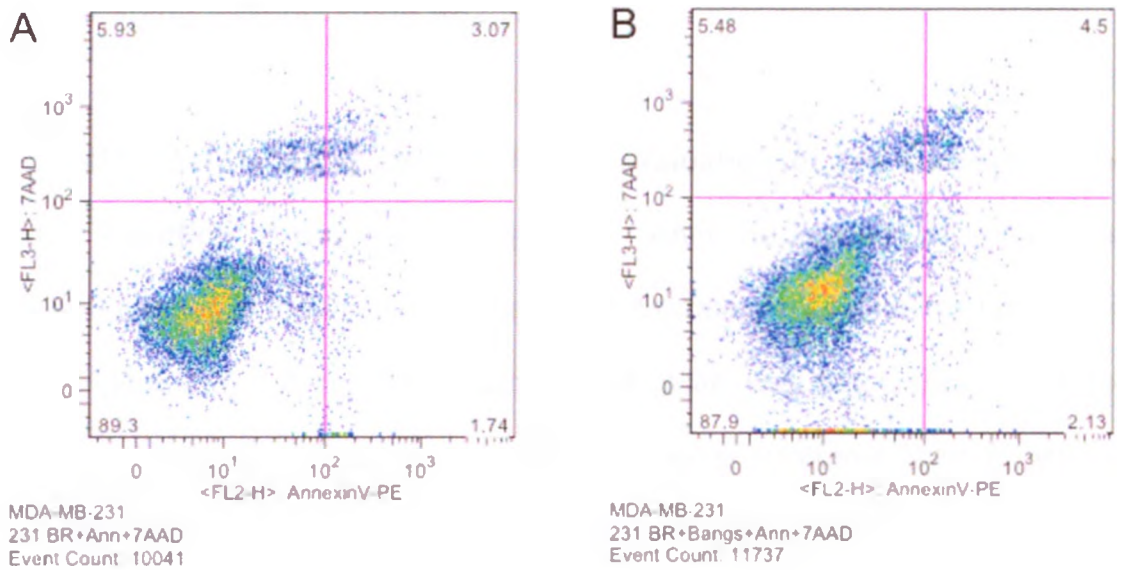 A
5.93
3.07
10³
10²
10¹
0
<FL3-H>: 7AAD
89.3
1.74
0
10¹
10²
10³
<FL2-H>: AnnexinV-PE
MDA-MB-231
231 BR+Ann+7AAD
Event Count: 10041
B
5.48
4.5
10³
10²
10¹
0
<FL3-H>: 7AAD
87.9
2.13
0
10¹
10²
10³
<FL2-H>: AnnexinV-PE
MDA-MB-231
231 BR+Bangs+Ann+7AAD
Event Count: 11737